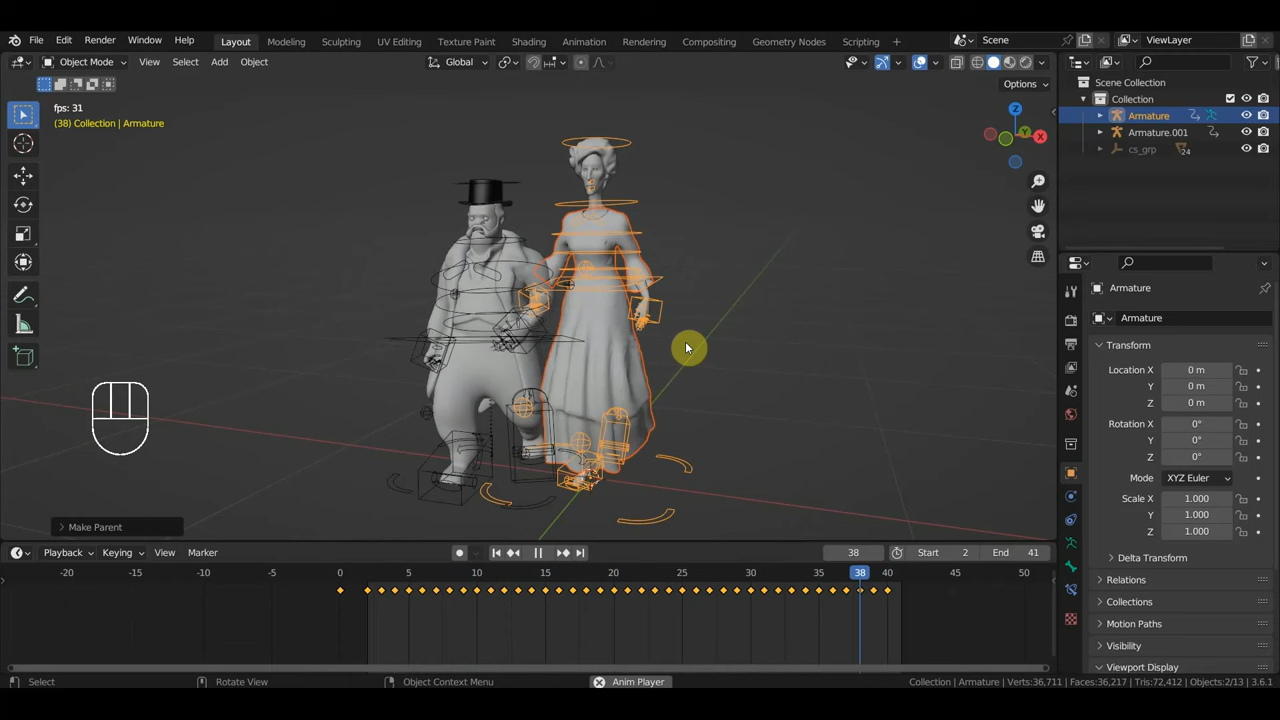 File Edit Render Window Help Layout Modeling Sculpting UV Editing Texture Paint Shading Animation Rendering Compositing Geometry Nodes Scripting + Scene ViewLayer
Object Mode View Select Add Object Global
Options
fps: 31
(38) Collection | Armature
Z
Y
X
Make Parent
Scene Collection
Collection
Armature
Armature.001
cs_grp 24
Armature
Armature
Transform
Location X 0 m
Y 0 m
Z 0 m
Rotation X 0°
Y 0°
Z 0°
Mode XYZ Euler
Scale X 1.000
Y 1.000
Z 1.000
Delta Transform
Relations
Collections
Motion Paths
Visibility
Viewport Display
Playback Keying View Marker 38 Start 2 End 41
-20 -15 -10 -5 0 5 10 15 20 25 30 35 38 40 45 50
Select Rotate View Object Context Menu Anim Player Collection | Armature | Verts:36,711 | Faces:36,217 | Tris:72,412 | Objects:2/13 | 3.6.1